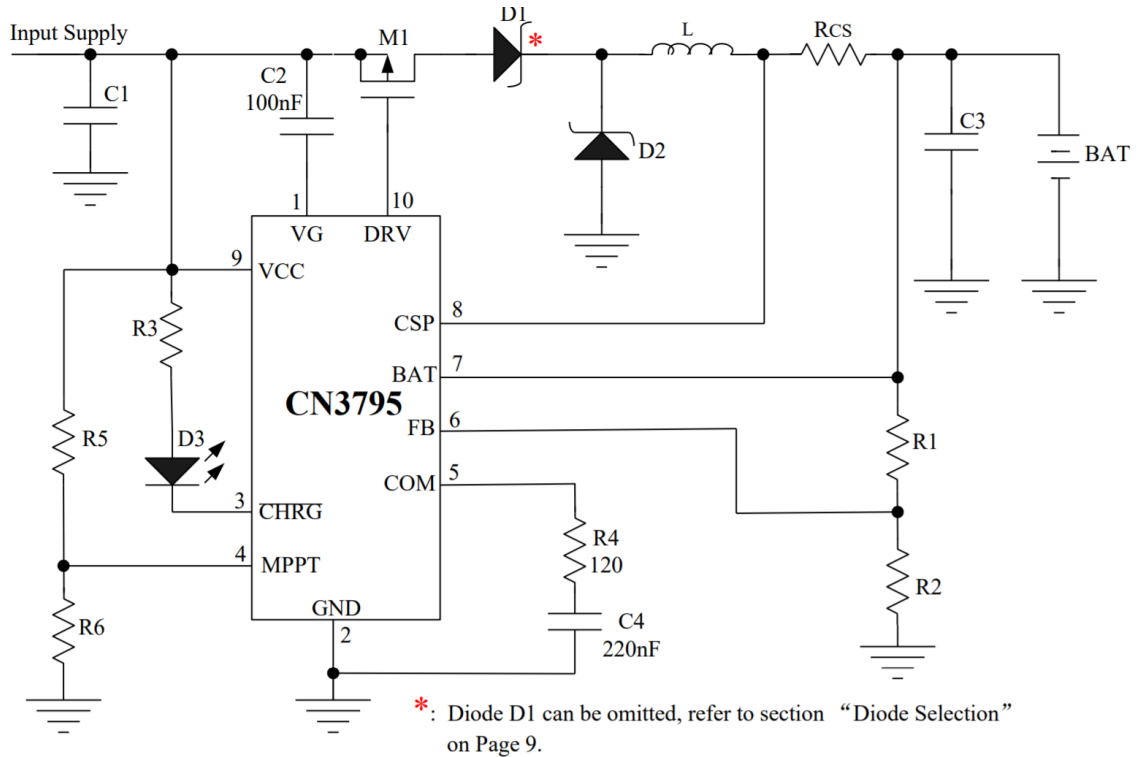 D1
Input Supply
M1
*
L
RCS
C1
C2
100nF
D2
C3
BAT
1
10
VG
DRV
9
VCC
R3
8
CSP
7
BAT
CN3795
6
FB
R5
D3
R1
5
COM
3
CHRG
R4
120
4
MPPT
R2
GND
2
R6
C4
220nF
*: Diode D1 can be omitted, refer to section “Diode Selection”
on Page 9.